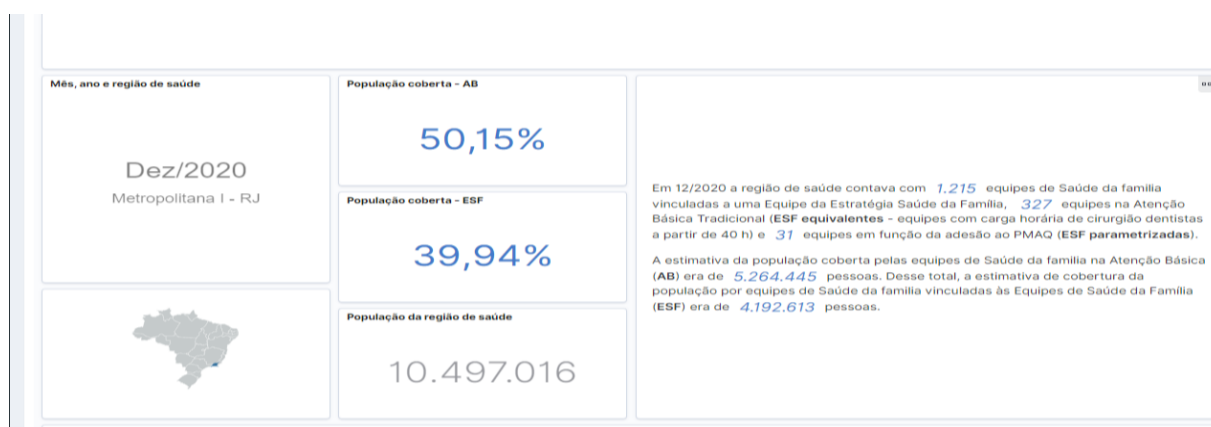 Mês, ano e região de saúde
Dez/2020
Metropolitana I - RJ
População coberta - AB
50,15%
População coberta - ESF
39,94%
População da região de saúde
10.497.016
Em 12/2020 a região de saúde contava com 1.215 equipes de Saúde da familia
vinculadas a uma Equipe da Estratégia Saúde da Família, 327 equipes na Atenção
Básica Tradicional (ESF equivalentes - equipes com carga horária de cirurgião dentistas
a partir de 40 h) e 31 equipes em função da adesão ao PMAQ (ESF parametrizadas).
A estimativa da população coberta pelas equipes de Saúde da familia na Atenção Básica
(AB) era de 5.264.445 pessoas. Desse total, a estimativa de cobertura da
população por equipes de Saúde da familia vinculadas às Equipes de Saúde da Família
(ESF) era de 4.192.613 pessoas.